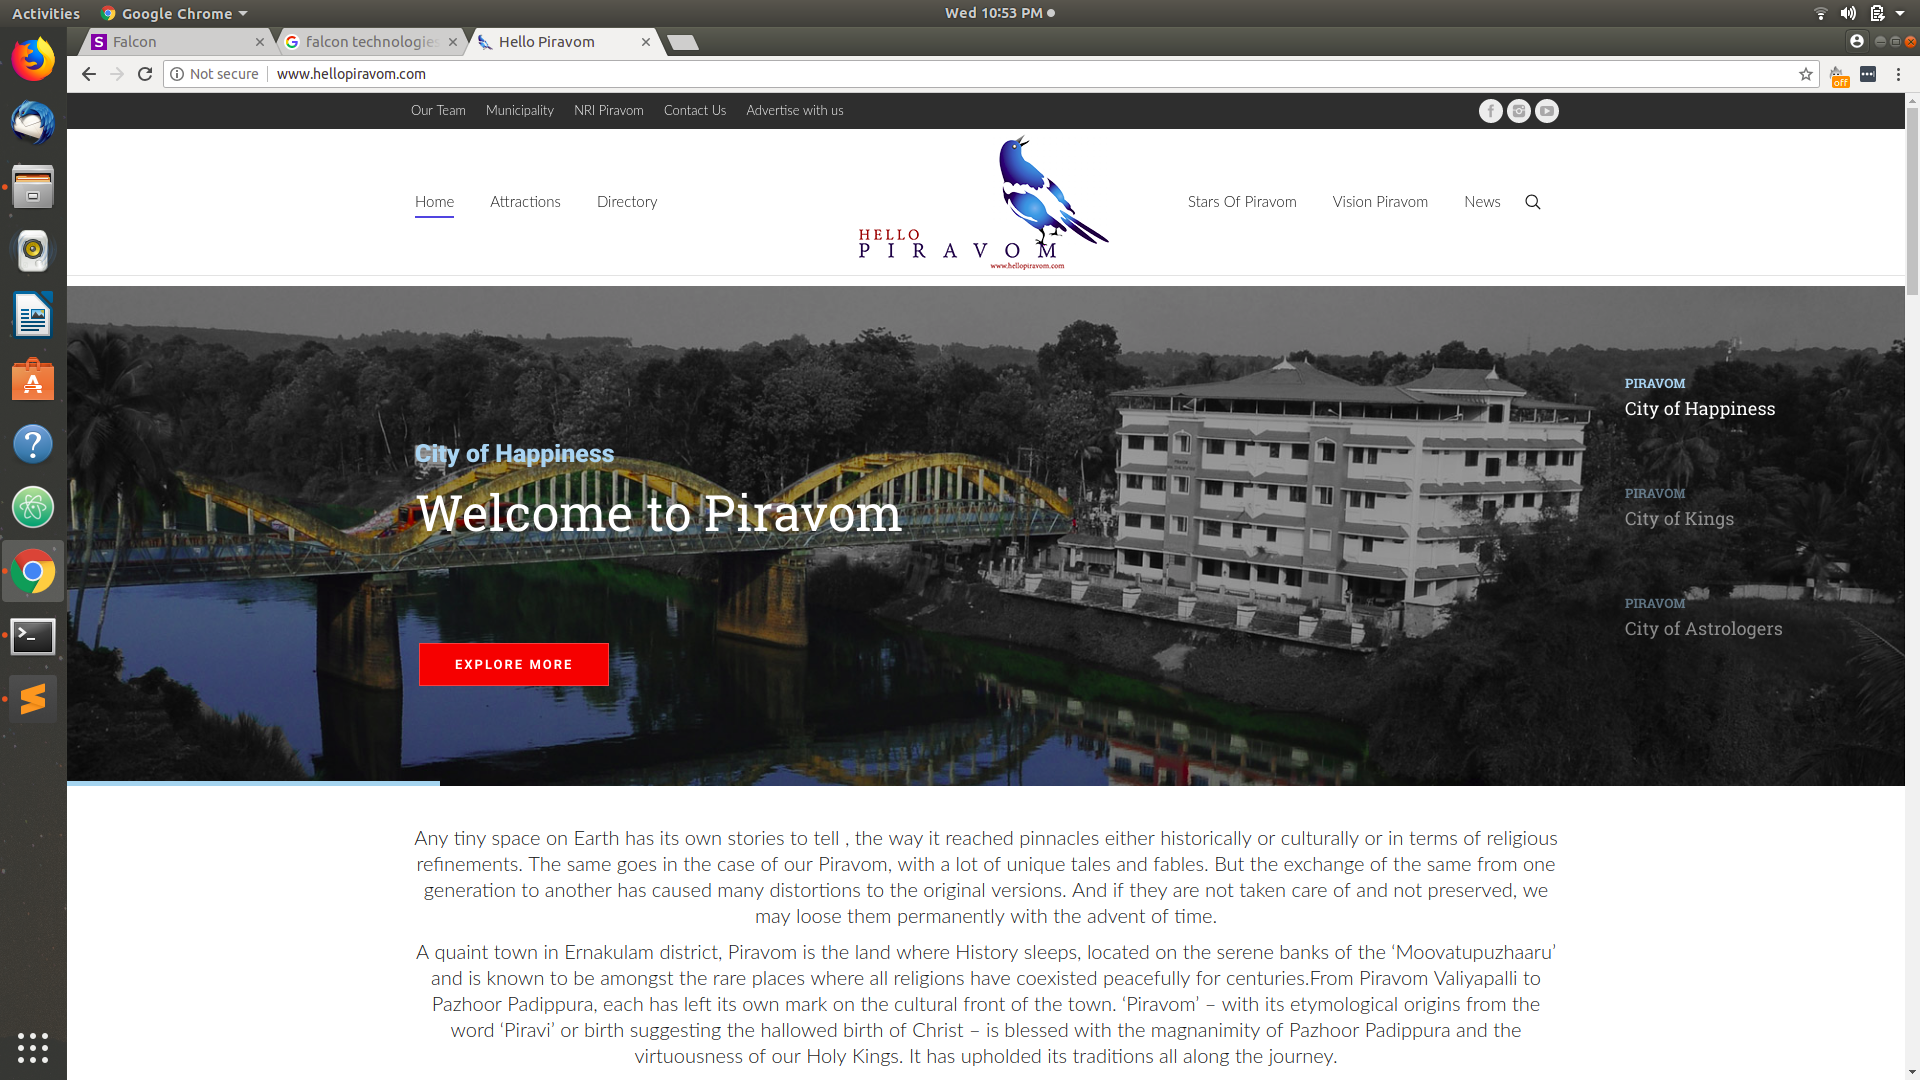 Activities
Google Chrome
Wed 10:53 PM
Falcon
falcon technologies
Hello Piravom
Not secure
www.hellopiravom.com
off
Our Team
Municipality
NRI Piravom
Contact Us
Advertise with us
Home
Attractions
Directory
HELLO
PIRAVOM
www.hellopiravom.com
Stars Of Piravom
Vision Piravom
News
City of Happiness
Welcome to Piravom
EXPLORE MORE
PIRAVOM
City of Happiness
PIRAVOM
City of Kings
PIRAVOM
City of Astrologers
Any tiny space on Earth has its own stories to tell , the way it reached pinnacles either historically or culturally or in terms of religious
refinements. The same goes in the case of our Piravom, with a lot of unique tales and fables. But the exchange of the same from one
generation to another has caused many distortions to the original versions. And if they are not taken care of and not preserved, we
may loose them permanently with the advent of time.
A quaint town in Ernakulam district, Piravom is the land where History sleeps, located on the serene banks of the ‘Moovatupuzhaaru’
and is known to be amongst the rare places where all religions have coexisted peacefully for centuries.From Piravom Valiyapalli to
Pazhoor Padippura, each has left its own mark on the cultural front of the town. ‘Piravom’ – with its etymological origins from the
word ‘Piravi’ or birth suggesting the hallowed birth of Christ – is blessed with the magnanimity of Pazhoor Padippura and the
virtuousness of our Holy Kings. It has upholded its traditions all along the journey.